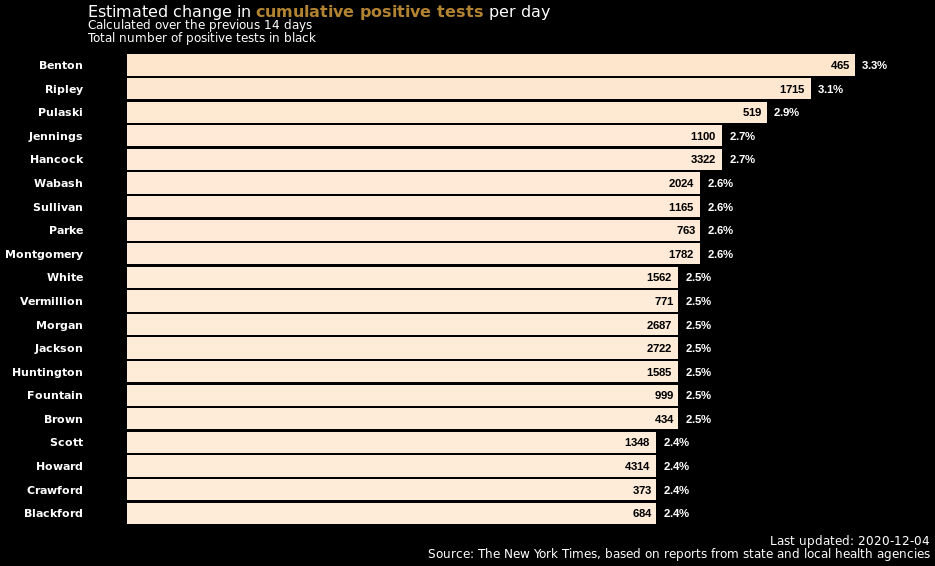 Estimated change in cumulative positive tests per day
Calculated over the previous 14 days
Total number of positive tests in black
Benton 465 3.3%
Ripley 1715 3.1%
Pulaski 519 2.9%
Jennings 1100 2.7%
Hancock 3322 2.7%
Wabash 2024 2.6%
Sullivan 1165 2.6%
Parke 763 2.6%
Montgomery 1782 2.6%
White 1562 2.5%
Vermillion 771 2.5%
Morgan 2687 2.5%
Jackson 2722 2.5%
Huntington 1585 2.5%
Fountain 999 2.5%
Brown 434 2.5%
Scott 1348 2.4%
Howard 4314 2.4%
Crawford 373 2.4%
Blackford 684 2.4%
Last updated: 2020-12-04
Source: The New York Times, based on reports from state and local health agencies